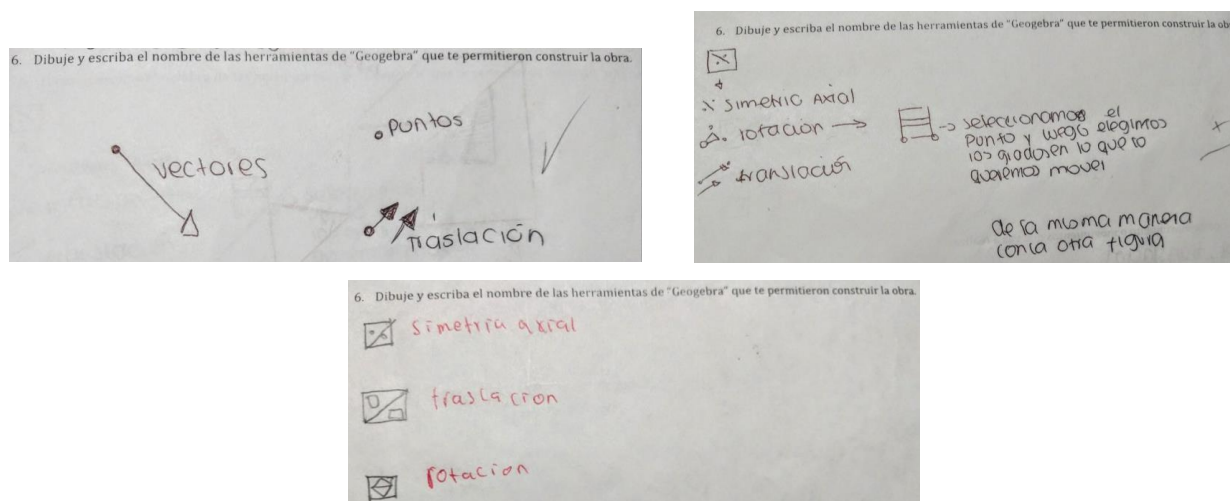 6. Dibuje y escriba el nombre de las herramientas de "Geogebra" que te permitieron construir la obra.
vectores
puntos
Traslación
6. Dibuje y escriba el nombre de las herramientas de "Geogebra" que te permitieron construir la ob
simetric Axial
rotación
translación
seleccionamos el
punto y luego elegimos
los grados en lo que lo
queremos mover
de la misma manera
con la otra figura
6. Dibuje y escriba el nombre de las herramientas de "Geogebra" que te permitieron construir la obra.
simetria axial
traslacion
rotacion